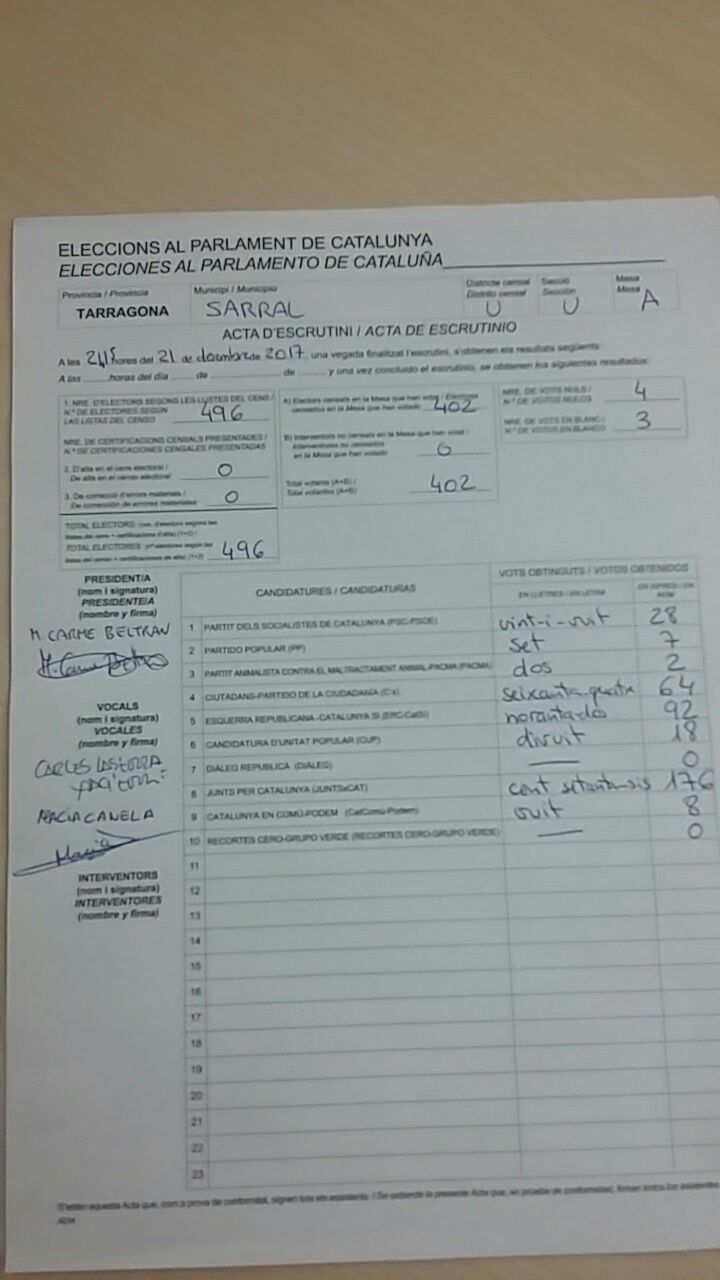 ELECCIONS AL PARLAMENT DE CATALUNYA
ELECCIONES AL PARLAMENTO DE CATALUÑA
Provincia / Provincia
TARRAGONA
Municipi / Municipio
SARRAL
Districte censal
Distrito censal
U
Secció
Sección
U
Mesa
Mesa
A
ACTA D'ESCRUTINI / ACTA DE ESCRUTINIO
A les hores del 21 de desembre de 2017, una vegada finalitzat l'escrutini, s'obtenen els resultats següents:
A las horas del día de de y una vez concluido el escrutinio, se obtienen los siguientes resultados:
1. NRE. D'ELECTORS SEGONS LES LLISTES DEL CENS /
N.º DE ELECTORES SEGÚN
LAS LISTAS DEL CENSO
496
NRE. DE CERTIFICACIONS CENSALS PRESENTADES /
N.º DE CERTIFICACIONES CENSALES PRESENTADAS
2. D'alta en el cens electoral /
De alta en el censo electoral
0
3. De correcció d'errors materials /
De corrección de errores materiales
0
TOTAL ELECTORS: (nre. d'electors segons les
llistes del cens + certificacions d'alta) (1+2) /
TOTAL ELECTORES: (nº electores según las
listas del censo + certificaciones de alta) (1+2)
496
A) Electors censats en la Mesa que han votat / Electores
censados en la Mesa que han votado
402
B) Interventors no censats en la Mesa que han votat /
Interventores no censados
en la Mesa que han votado
Total votants (A+B) /
Total votantes (A+B)
402
NRE. DE VOTS NULS /
N.º DE VOTOS NULOS
4
NRE. DE VOTS EN BLANC /
N.º DE VOTOS EN BLANCO
3
PRESIDENT/A
(nom i signatura)
PRESIDENTE/A
(nombre y firma)
M. CARME BELTRAN
VOCALS
(nom i signatura)
VOCALES
(nombre y firma)
CARLES
MACIA CANELA
Macià
INTERVENTORS
(nom i signatura)
INTERVENTORES
(nombre y firma)
CANDIDATURES / CANDIDATURAS
VOTS OBTINGUTS / VOTOS OBTENIDOS
EN LLETRES / EN LETRA
EN XIFRES / EN
1 PARTIT DELS SOCIALISTES DE CATALUNYA (PSC-PSOE) vint-i-vuit 28
2 PARTIDO POPULAR (PP) set 7
3 PARTIT ANIMALISTA CONTRA EL MALTRACTAMENT ANIMAL-PACMA (PACMA) dos 2
4 CIUTADANS-PARTIDO DE LA CIUDADANÍA (C's) seixanta-quatre 64
5 ESQUERRA REPUBLICANA-CATALUNYA SÍ (ERC-CatSí) noranta-dos 92
6 CANDIDATURA D'UNITAT POPULAR (CUP) divuit 18
7 DIÀLEG REPUBLICÀ (DIÀLEG) — 0
8 JUNTS PER CATALUNYA (JUNTSxCAT) cent setanta-sis 176
9 CATALUNYA EN COMÚ-PODEM (CatComú-Podem) vuit 8
10 RECORTES CERO-GRUPO VERDE (RECORTES CERO-GRUPO VERDE) — 0
11
12
13
14
15
16
17
18
19
20
21
22
23
S'estén aquesta Acta que, com a prova de conformitat, signen tots els assistents. / Se extiende la presente Acta que, en prueba de conformidad, firman todos los asistentes
AEM